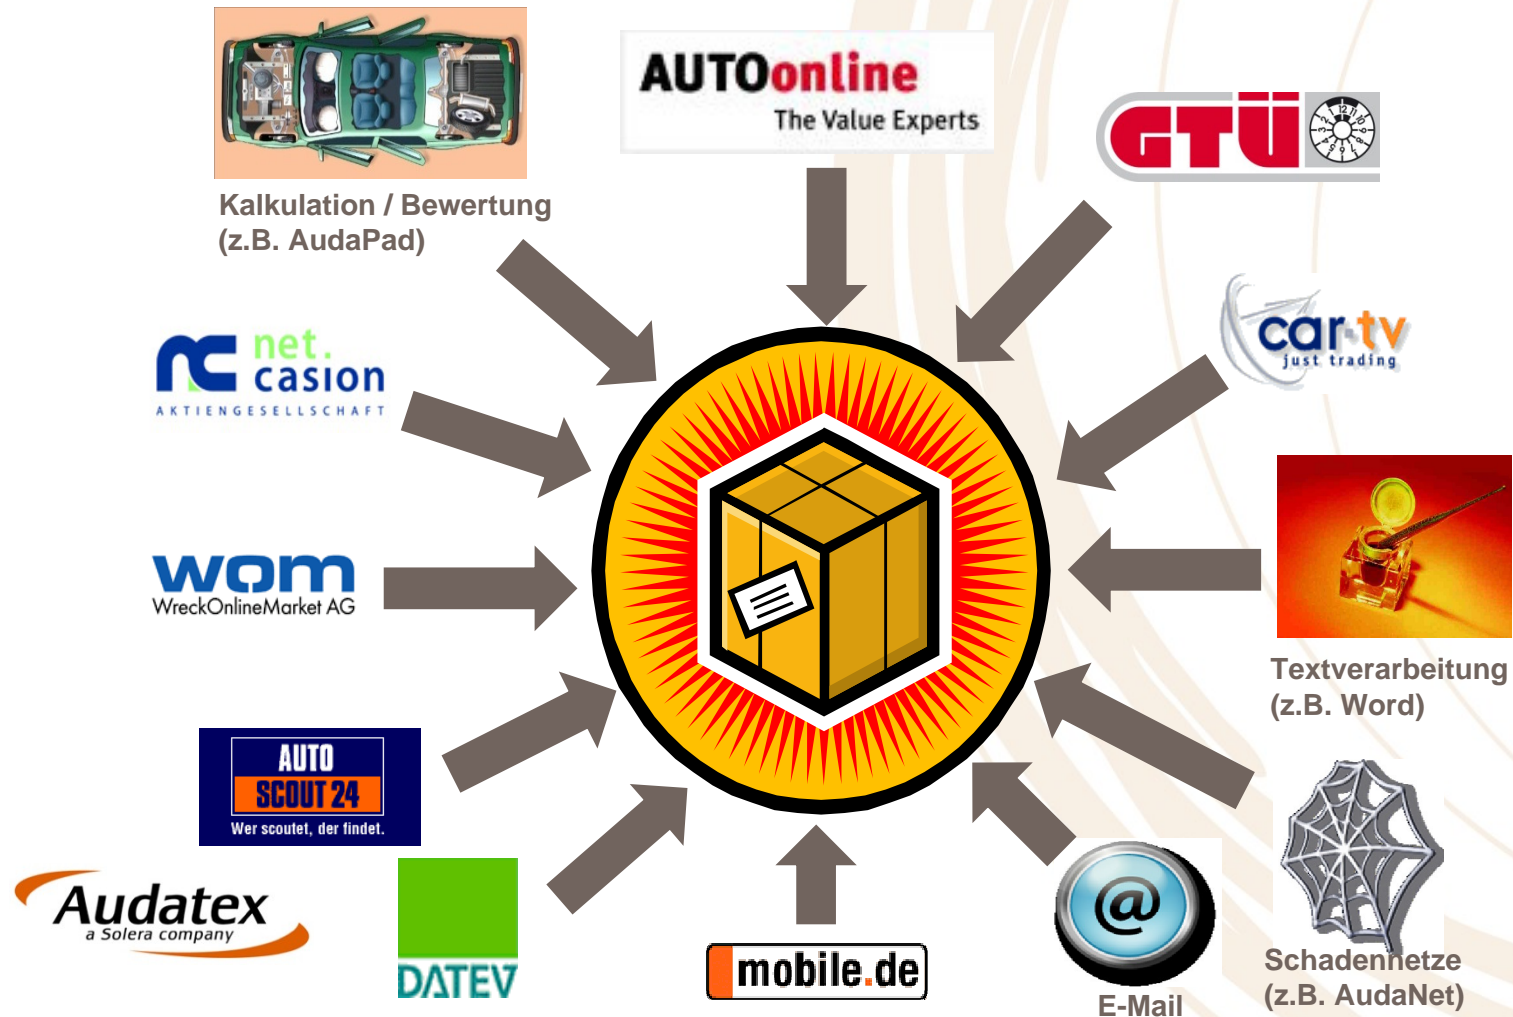 AUTOonline
The Value Experts
GTÜ
12
Kalkulation / Bewertung
(z.B. AudaPad)
net.
casion
AKTIENGESELLSCHAFT
car·tv
just trading
wom
WreckOnlineMarket AG
Textverarbeitung
(z.B. Word)
AUTO
SCOUT 24
Wer scoutet, der findet.
Audatex
a Solera company
DATEV
mobile.de
@
E-Mail
Schadennetze
(z.B. AudaNet)